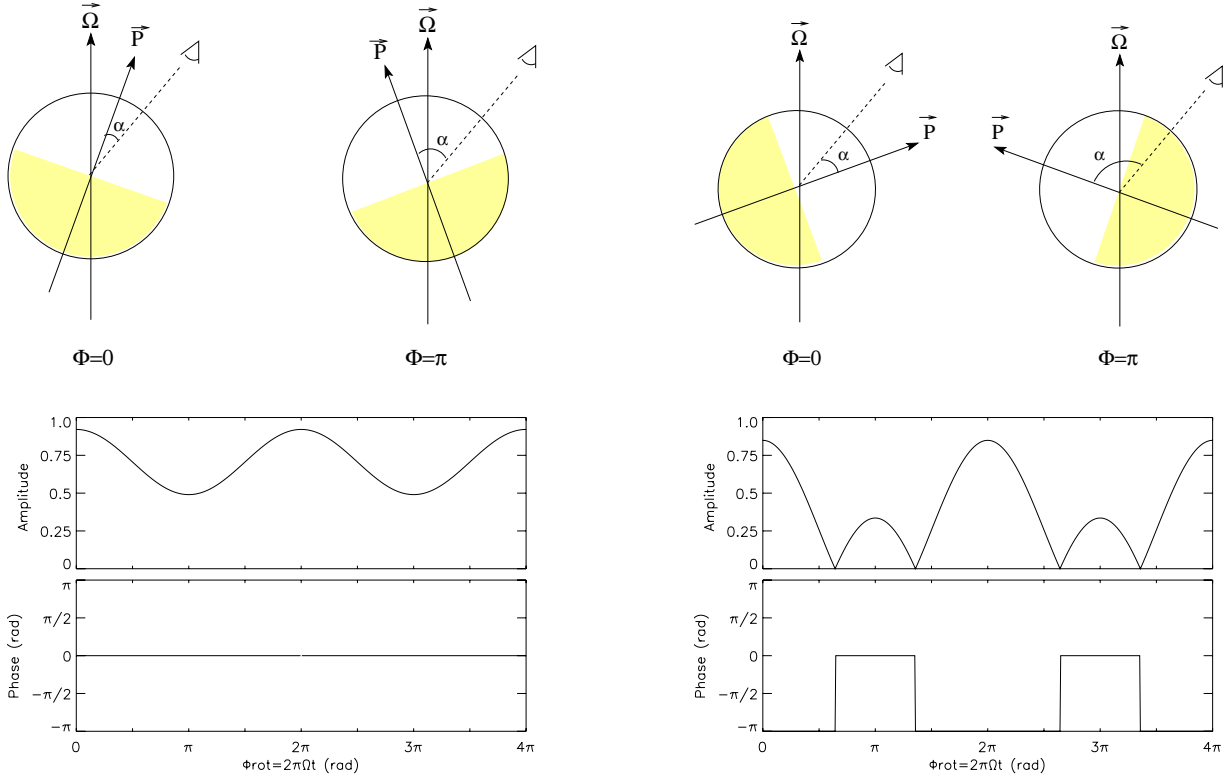 Ω P
P Ω
Ω P
Ω P
α
α
α
α
Φ=0 Φ=π Φ=0 Φ=π
1.0
0.75
0.5
0.25
0
Amplitude
π
π/2
0
−π/2
−π
Phase (rad)
0 π 2π 3π 4π
Φrot=2πΩt (rad)
1.0
0.75
0.5
0.25
0
Amplitude
π
π/2
0
−π/2
−π
Phase (rad)
0 π 2π 3π 4π
Φrot=2πΩt (rad)